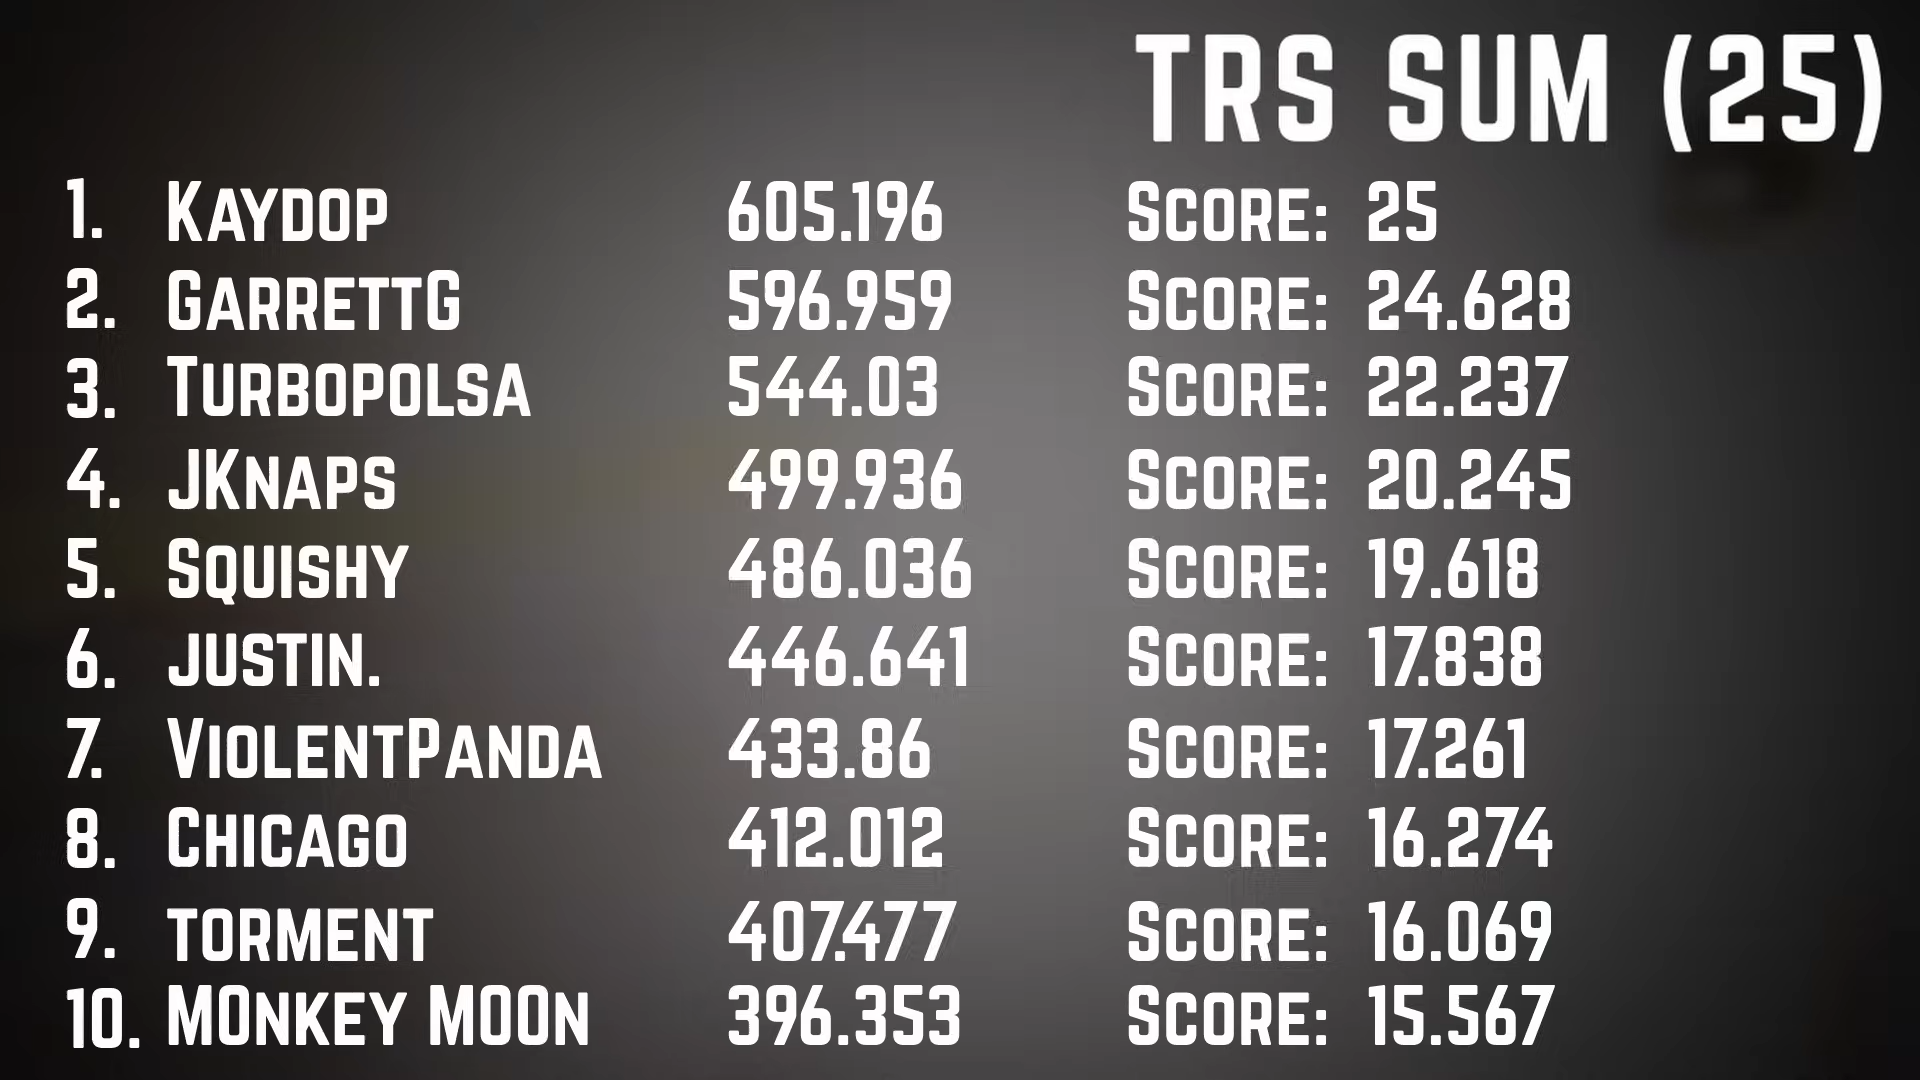 TRS SUM (25)
1. Kaydop 605.196 Score: 25
2. GarrettG 596.959 Score: 24.628
3. Turbopolsa 544.03 Score: 22.237
4. JKnaps 499.936 Score: 20.245
5. Squishy 486.036 Score: 19.618
6. justin. 446.641 Score: 17.838
7. ViolentPanda 433.86 Score: 17.261
8. Chicago 412.012 Score: 16.274
9. torment 407.477 Score: 16.069
10. M0nkey M00n 396.353 Score: 15.567